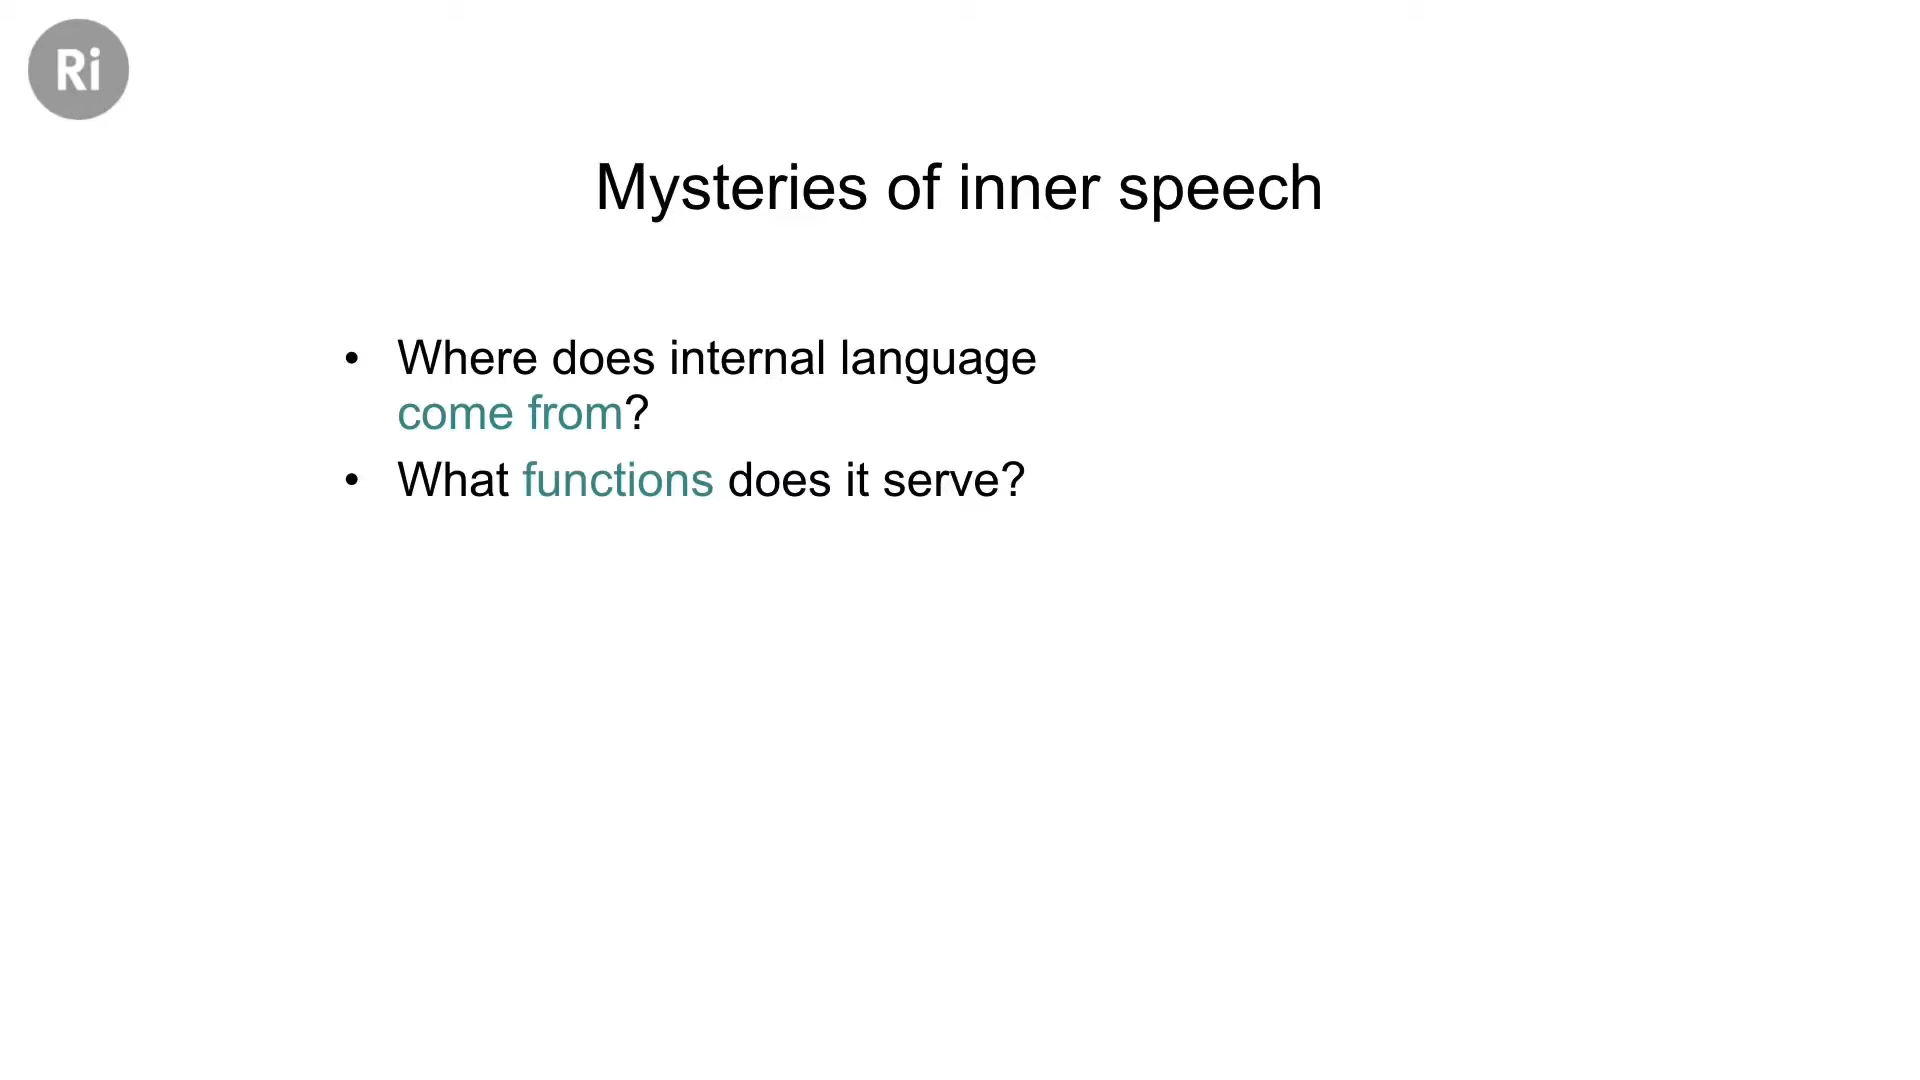 Ri
Mysteries of inner speech
• Where does internal language
come from?
• What functions does it serve?